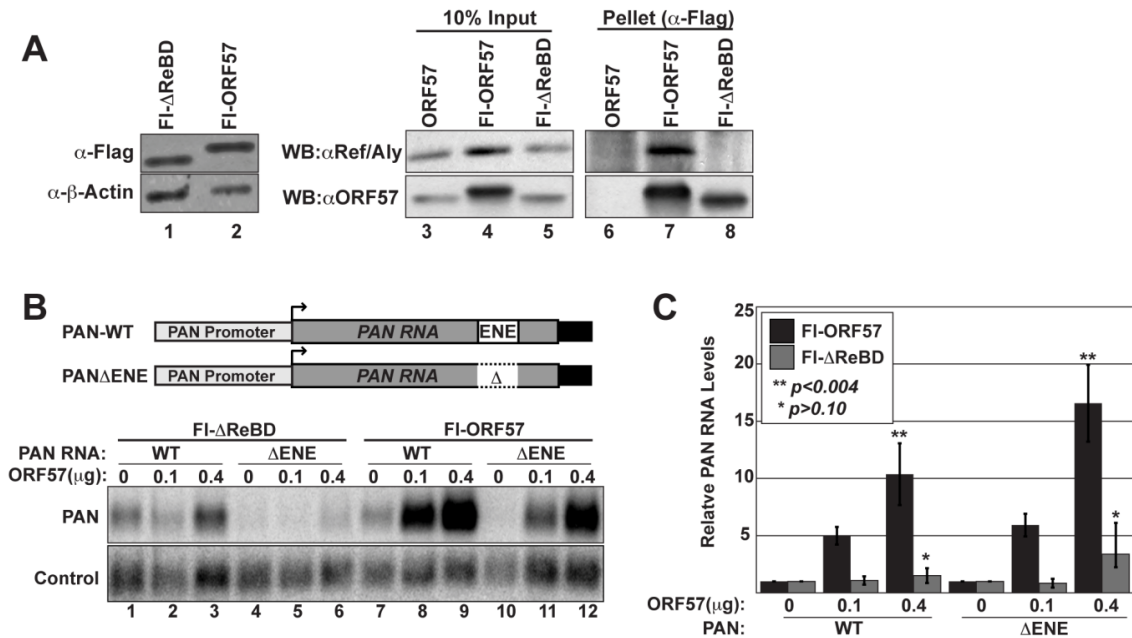 A
Fl-ΔReBD
Fl-ORF57
α-Flag
α-β-Actin
1 2
10% Input
Pellet (α-Flag)
ORF57
Fl-ORF57
Fl-ΔReBD
ORF57
Fl-ORF57
Fl-ΔReBD
WB:αRef/Aly
WB:αORF57
3 4 5 6 7 8
B
PAN-WT
PAN Promoter
PAN RNA
ENE
PANΔENE
PAN Promoter
PAN RNA
Δ
Fl-ΔReBD Fl-ORF57
PAN RNA: WT ΔENE WT ΔENE
ORF57(μg): 0 0.1 0.4 0 0.1 0.4 0 0.1 0.4 0 0.1 0.4
PAN
Control
1 2 3 4 5 6 7 8 9 10 11 12
C
Relatve PAN RNA Levels
25
20
15
10
5
Fl-ORF57
Fl-ΔReBD
** p<0.004
* p>0.10
**
*
**
*
ORF57(μg): 0 0.1 0.4 0 0.1 0.4
PAN: WT ΔENE